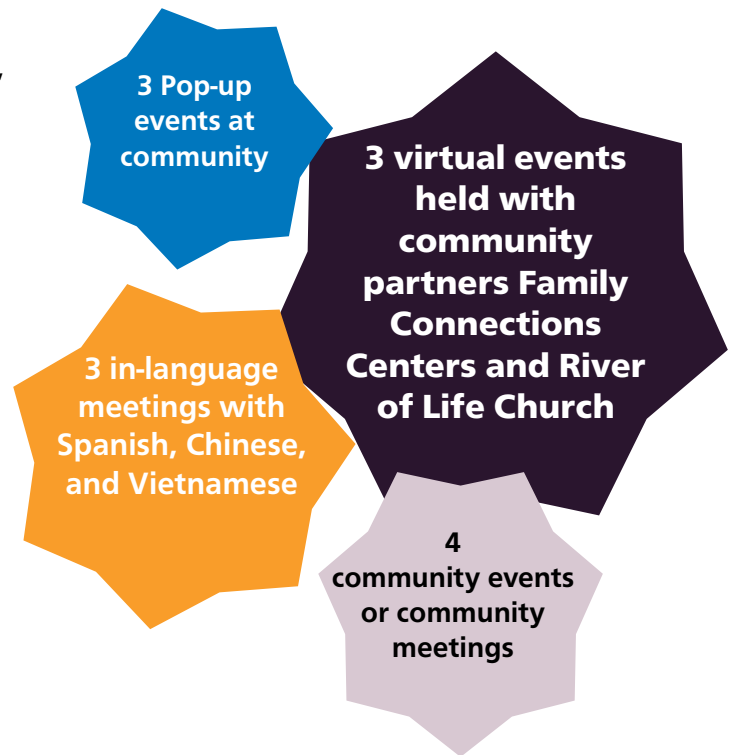 3 Pop-up
events at
community
3 virtual events
held with
community
partners Family
Connections
Centers and River
of Life Church
3 in-language
meetings with
Spanish, Chinese,
and Vietnamese
4
community events
or community
meetings